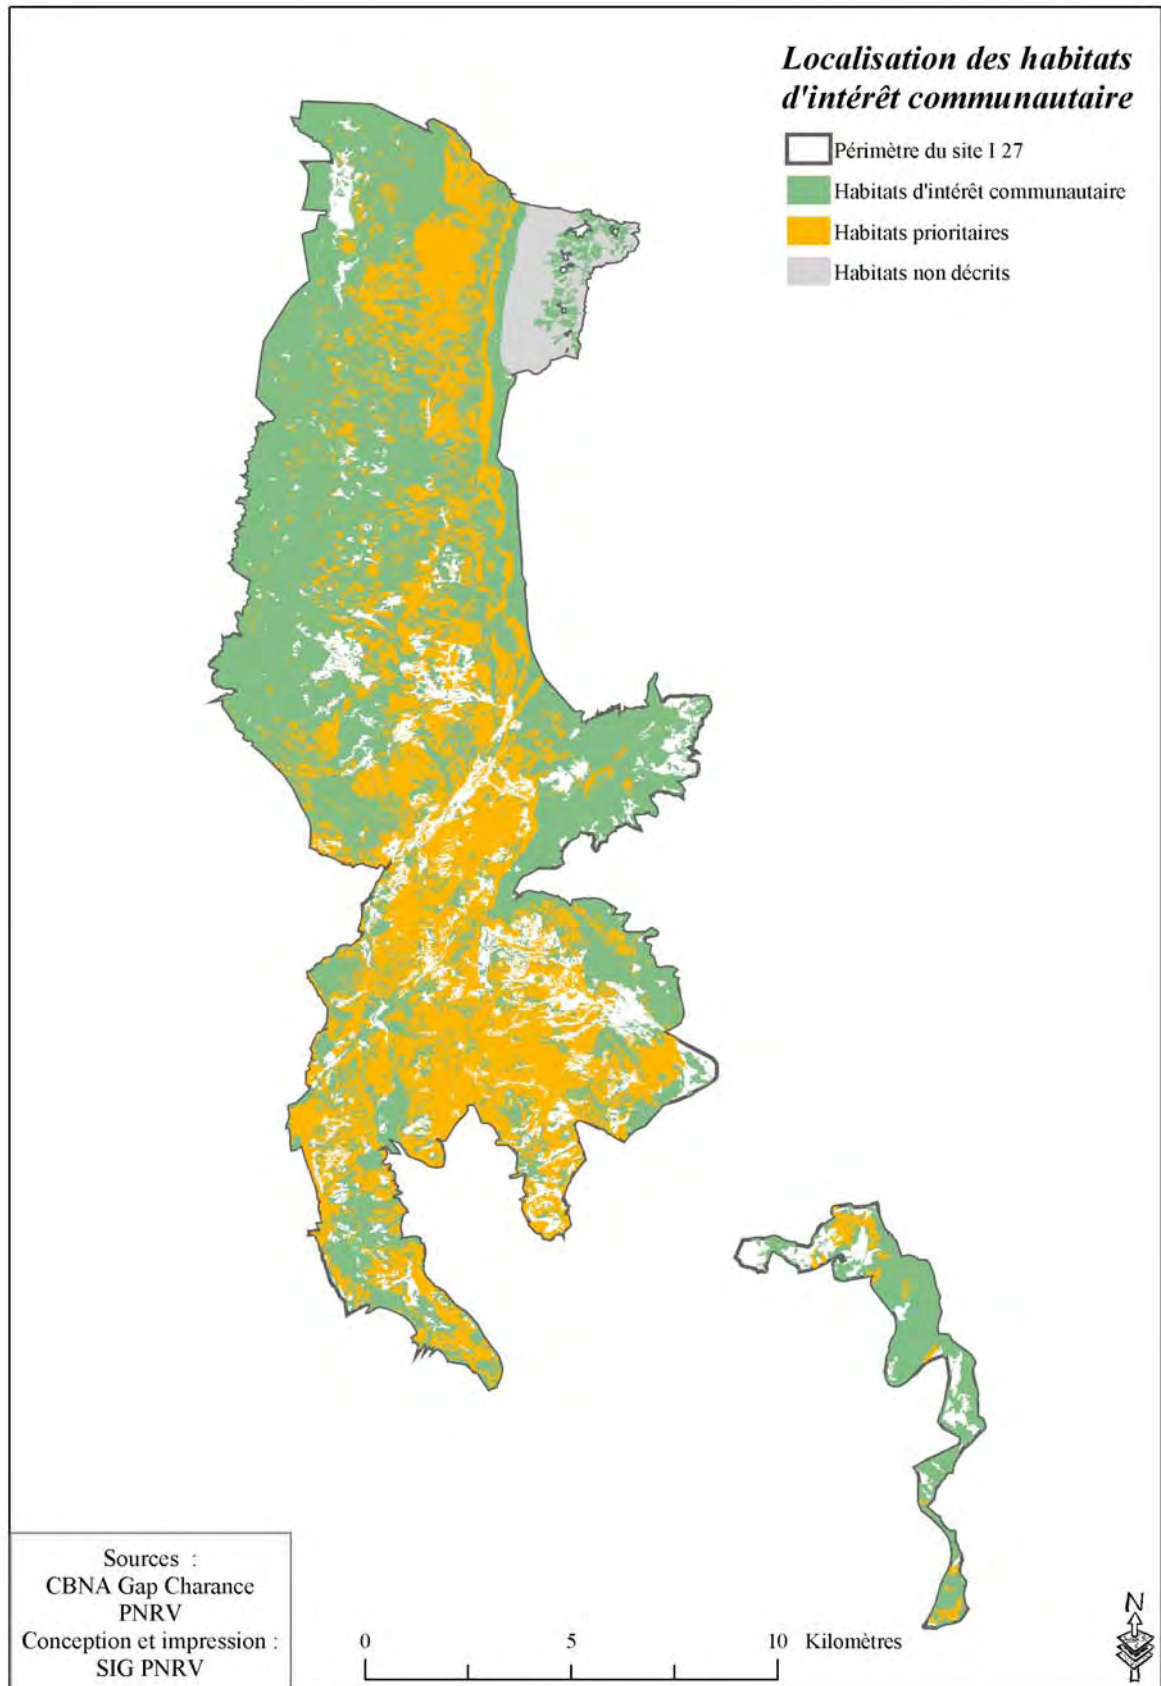 Localisation des habitats
d'intérêt communautaire
Périmètre du site I 27
Habitats d'intérêt communautaire
Habitats prioritaires
Habitats non décrits
Sources :
CBNA Gap Charance
PNRV
Conception et impression :
SIG PNRV
0 5 10 Kilomètres
N